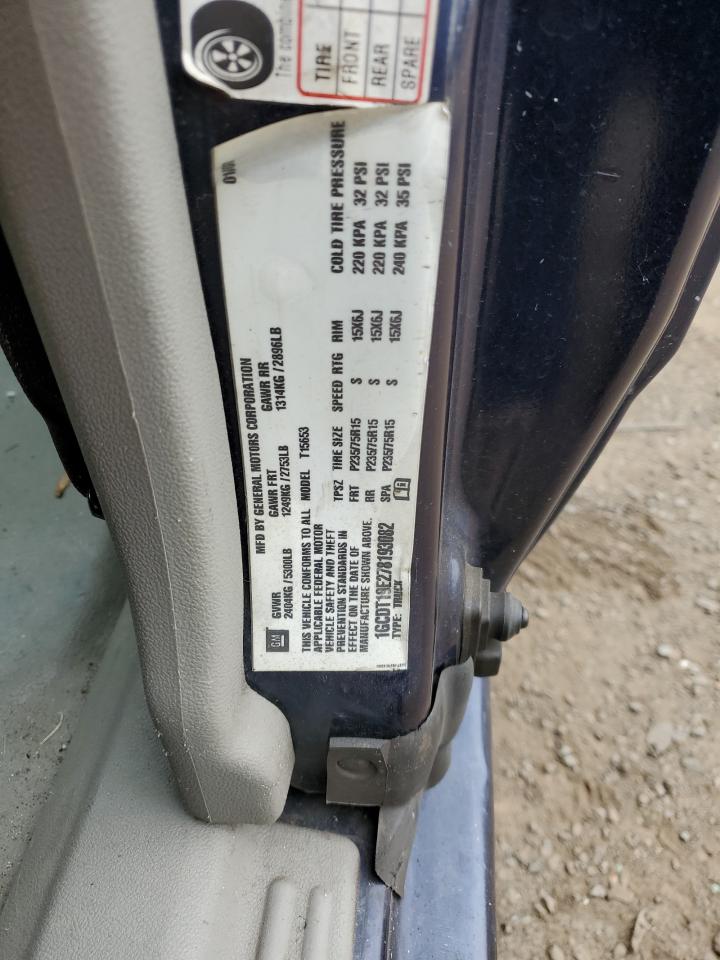 The combine
TIRE
FRONT
REAR
SPARE
GM
MFD BY GENERAL MOTORS CORPORATION
GVWR GAWR FRT GAWR RR
2404KG/5300LB 1249KG/2753LB 1314KG/2896LB
THIS VEHICLE CONFORMS TO ALL MODEL T15653
APPLICABLE FEDERAL MOTOR
VEHICLE SAFETY AND THEFT
PREVENTION STANDARDS IN
EFFECT ON THE DATE OF
MANUFACTURE SHOWN ABOVE.
1GCDT19E278193082
TYPE: TRUCK
TPSZ TIRE SIZE SPEED RTG RIM COLD TIRE PRESSURE
FRT P235/75R15 S 15X6J 220 KPA 32 PSI
RR P235/75R15 S 15X6J 220 KPA 32 PSI
SPA P235/75R15 S 15X6J 240 KPA 35 PSI